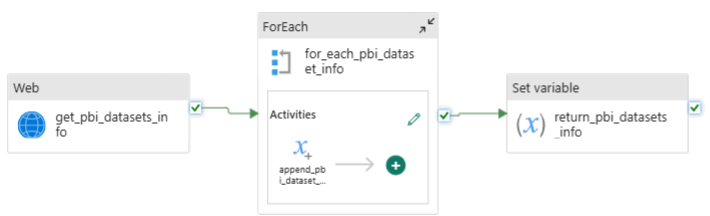 Web
get_pbi_datasets_in
fo
ForEach
for_each_pbi_datas
et_info
Activities
append_pb
i_dataset_...
Set variable
(x)
return_pbi_datasets
_info